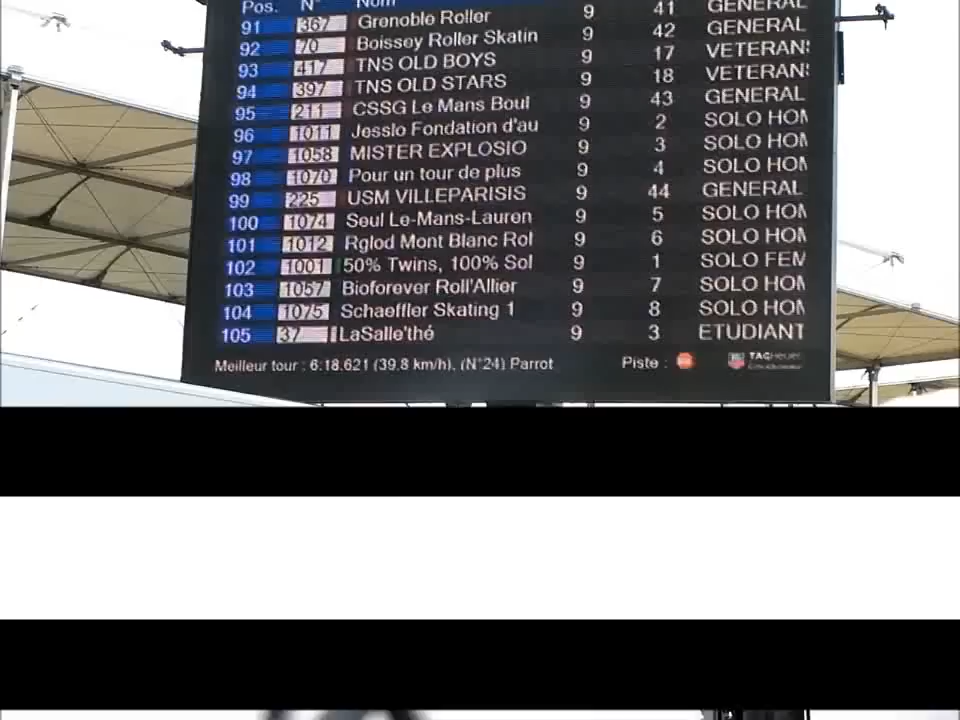 Pos. N° Nom
91 367 Grenoble Roller 9 41 GENERAL
92 70 Boissey Roller Skatin 9 42 GENERAL
93 417 TNS OLD BOYS 9 17 VETERANS
94 397 TNS OLD STARS 9 18 VETERANS
95 211 CSSG Le Mans Boul 9 43 GENERAL
96 1011 Jesslo Fondation d'au 9 2 SOLO HOM
97 1058 MISTER EXPLOSIO 9 3 SOLO HOM
98 1070 Pour un tour de plus 9 4 SOLO HOM
99 225 USM VILLEPARISIS 9 44 GENERAL
100 1074 Seul Le-Mans-Lauren 9 5 SOLO HOM
101 1012 Rglod Mont Blanc Rol 9 6 SOLO HOM
102 1001 50% Twins, 100% Sol 9 1 SOLO FEM
103 1057 Bioforever Roll'Allier 9 7 SOLO HOM
104 1075 Schaeffler Skating 1 9 8 SOLO HOM
105 37 LaSalle'thé 9 3 ETUDIANT
Meilleur tour : 6:18.621 (39.8 km/h), (N°24) Parrot Piste : TAGHeuer